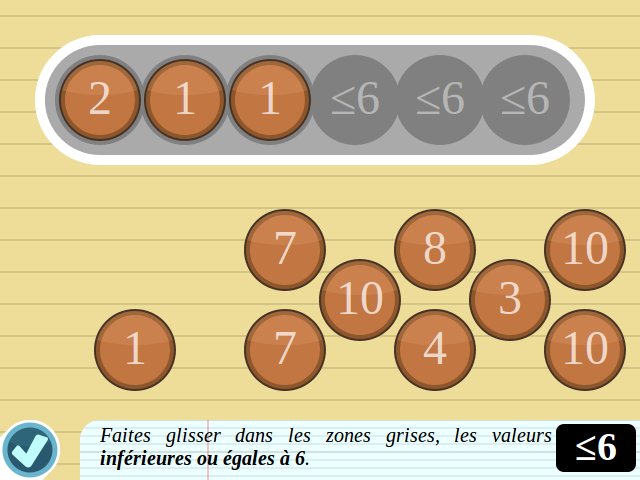 2 1 1 ≤6 ≤6 ≤6
7 8 10
10 3
1 7 4 10
Faites glisser dans les zones grises, les valeurs
inférieures ou égales à 6.
≤6